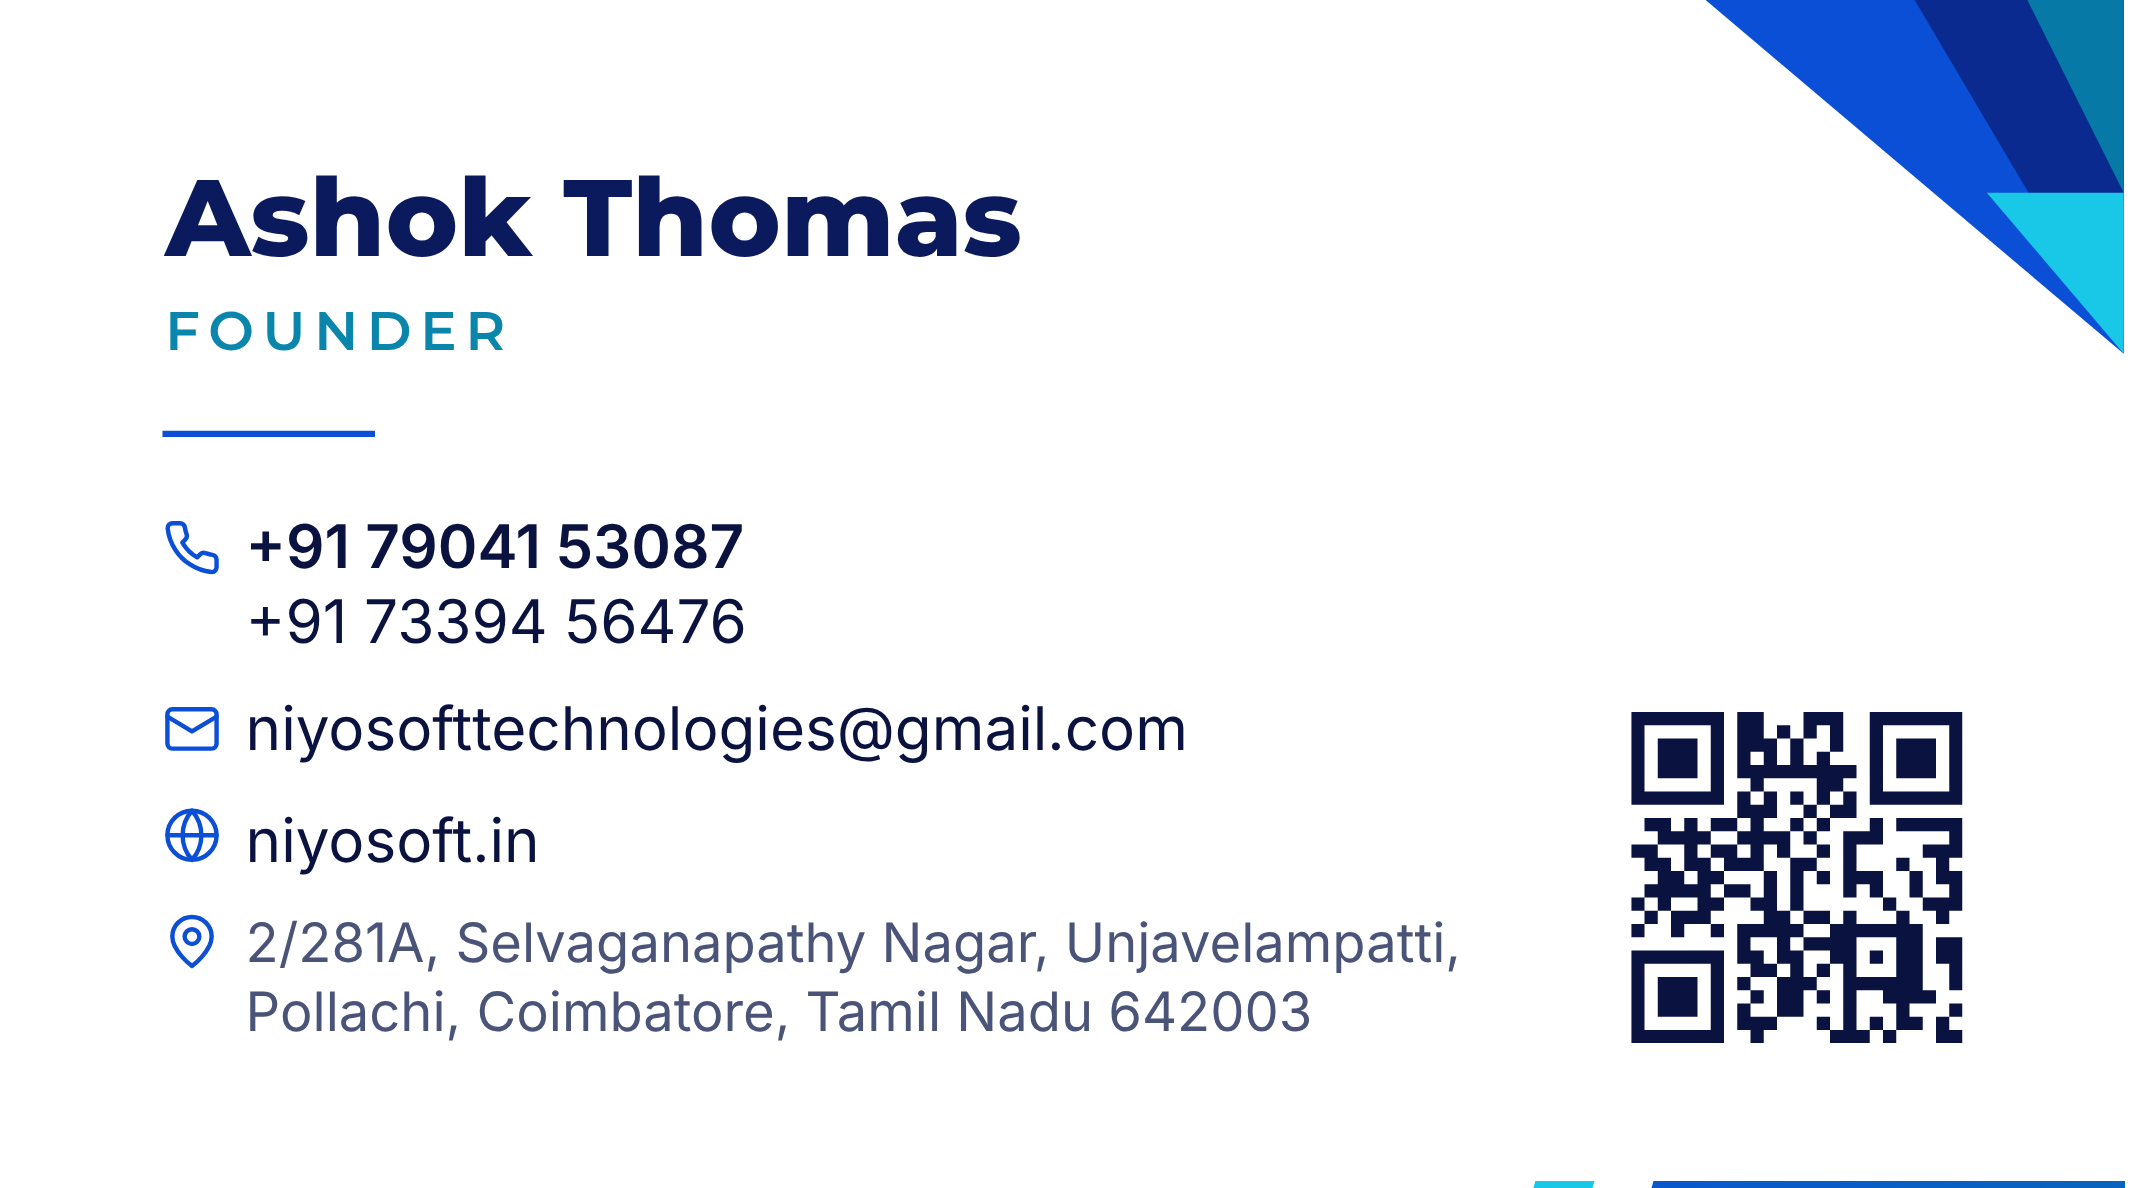 Ashok Thomas
FOUNDER
+91 79041 53087
+91 73394 56476
niyosofttechnologies@gmail.com
niyosoft.in
2/281A, Selvaganapathy Nagar, Unjavelampatti,
Pollachi, Coimbatore, Tamil Nadu 642003